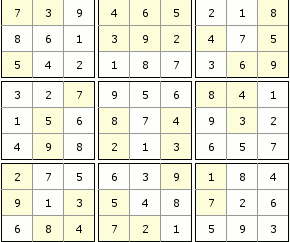 7 3 9 4 6 5 2 1 8
8 6 1 3 9 2 4 7 5
5 4 2 1 8 7 3 6 9
3 2 7 9 5 6 8 4 1
1 5 6 8 7 4 9 3 2
4 9 8 2 1 3 6 5 7
2 7 5 6 3 9 1 8 4
9 1 3 5 4 8 7 2 6
6 8 4 7 2 1 5 9 3